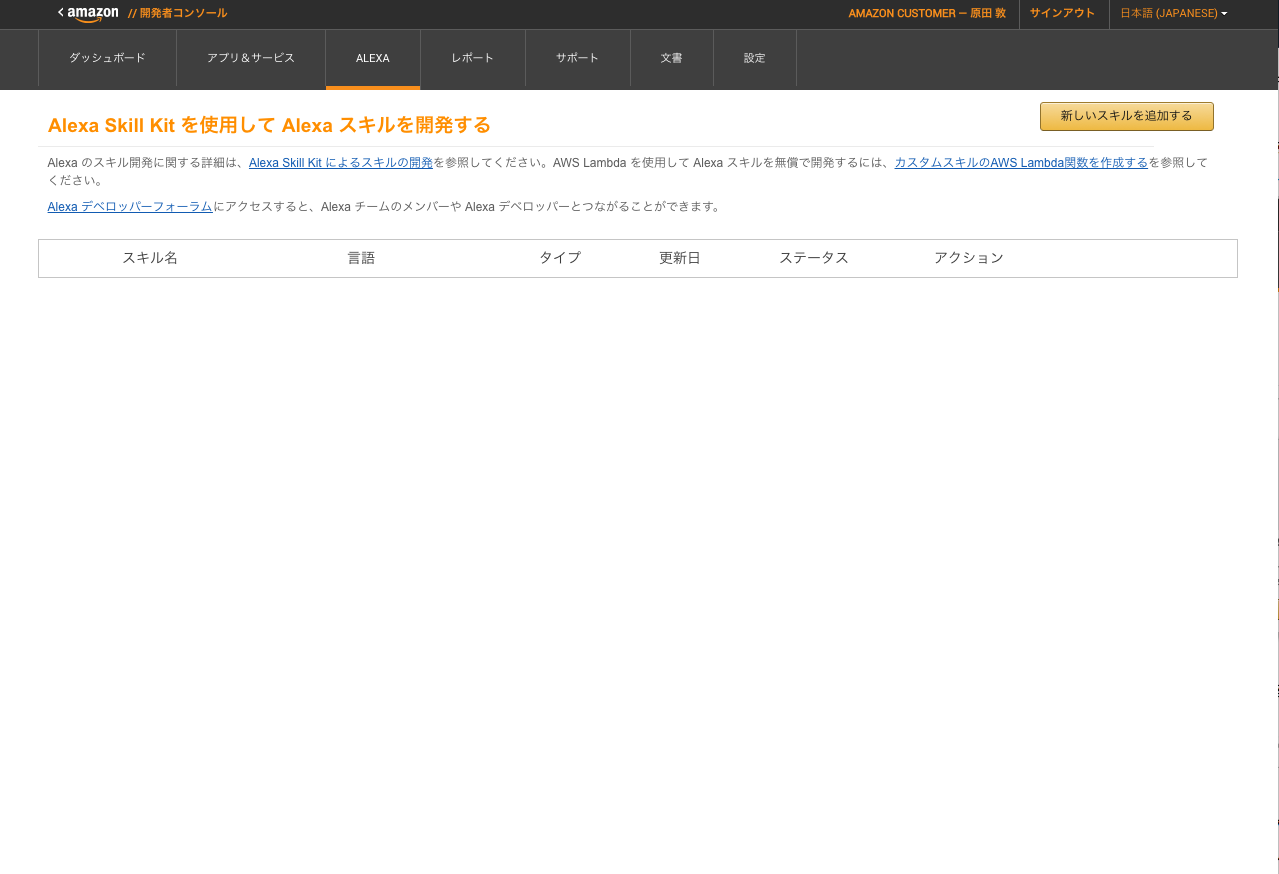 amazon // 開発者コンソール AMAZON CUSTOMER – 原田 敦 サインアウト 日本語 (JAPANESE)
ダッシュボード アプリ＆サービス ALEXA レポート サポート 文書 設定
Alexa Skill Kit を使用して Alexa スキルを開発する 新しいスキルを追加する
Alexa のスキル開発に関する詳細は、Alexa Skill Kit によるスキルの開発を参照してください。AWS Lambda を使用して Alexa スキルを無償で開発するには、カスタムスキルのAWS Lambda関数を作成するを参照して
ください。
Alexa デベロッパーフォーラムにアクセスすると、Alexa チームのメンバーや Alexa デベロッパーとつながることができます。
スキル名 言語 タイプ 更新日 ステータス アクション